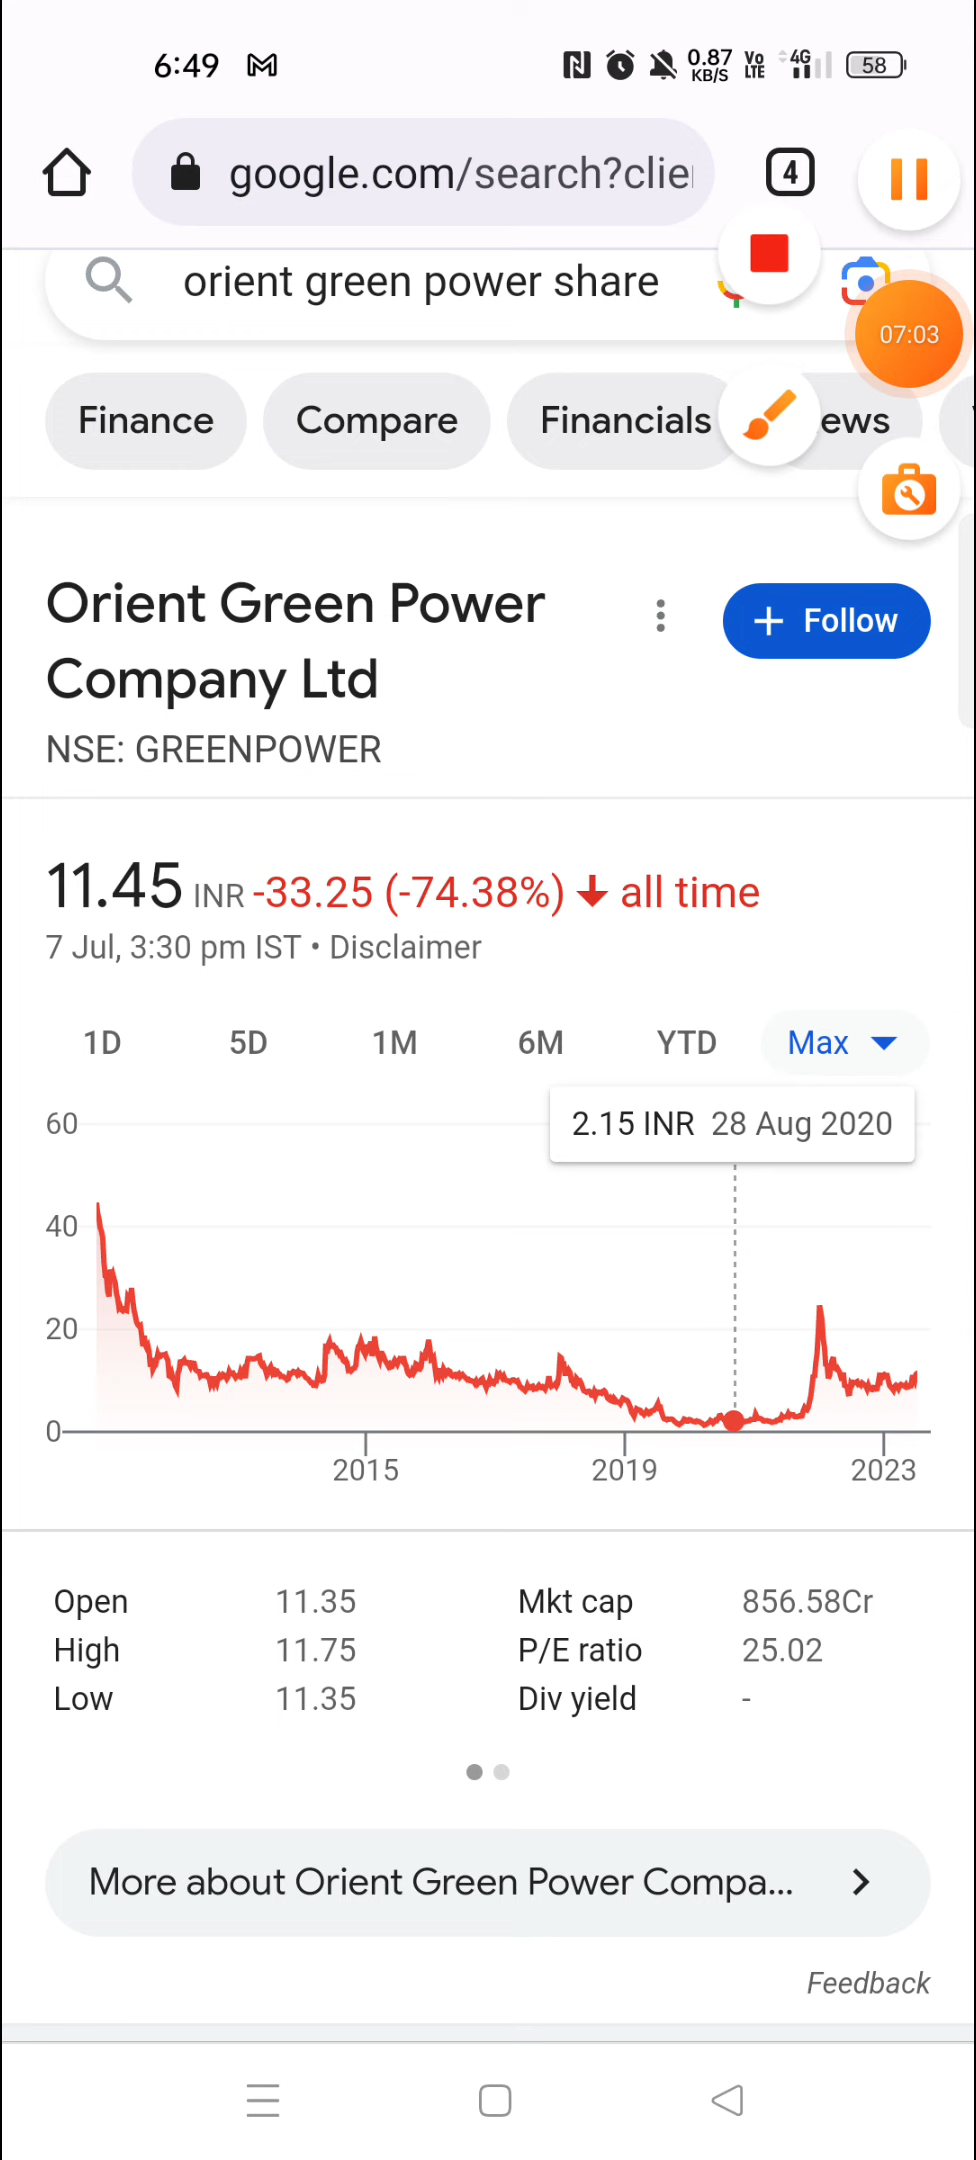 6:49 0.87 KB/S Vo LTE 4G 58
google.com/search?clie
4
orient green power share
07:03
Finance Compare Financials ews
Orient Green Power
Company Ltd
+ Follow
NSE: GREENPOWER
11.45 INR -33.25 (-74.38%) ↓ all time
7 Jul, 3:30 pm IST • Disclaimer
1D 5D 1M 6M YTD Max
2.15 INR 28 Aug 2020
60
40
20
0
2015 2019 2023
Open 11.35 Mkt cap 856.58Cr
High 11.75 P/E ratio 25.02
Low 11.35 Div yield -
More about Orient Green Power Compa...
Feedback